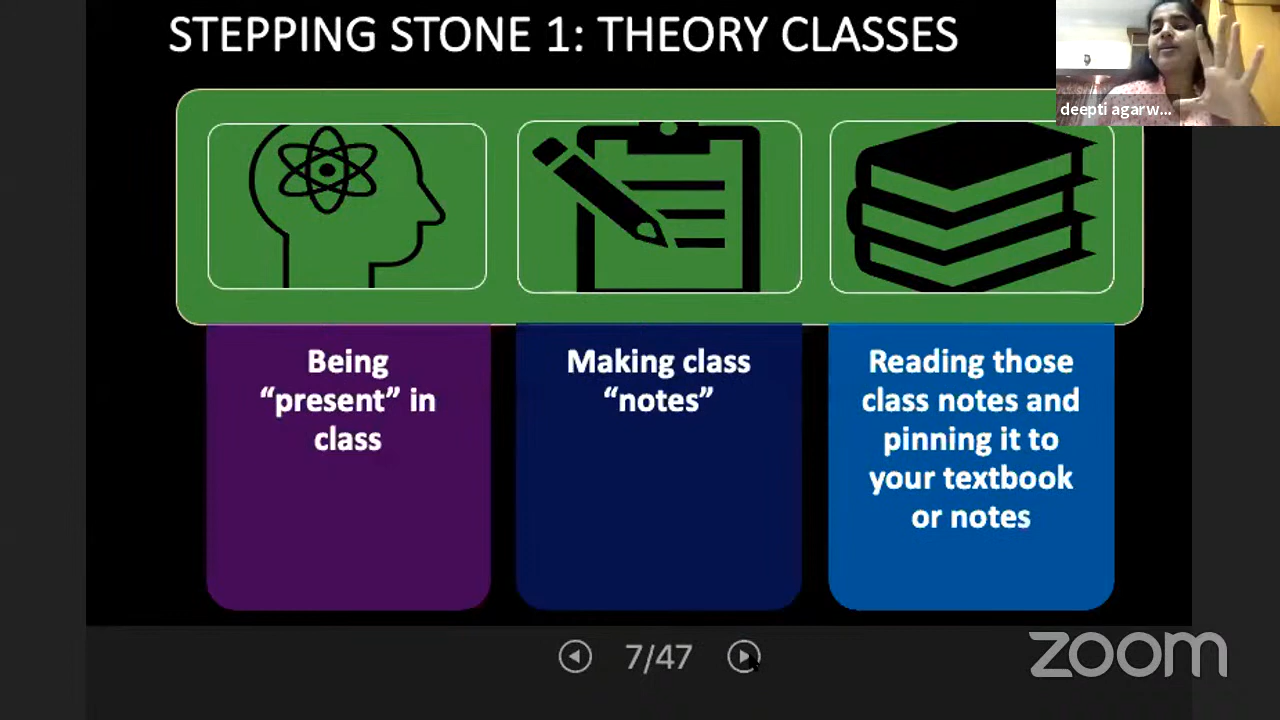 STEPPING STONE 1: THEORY CLASSES
deepti agarw...
Being
“present” in
class
Making class
“notes”
Reading those
class notes and
pinning it to
your textbook
or notes
7/47
zoom